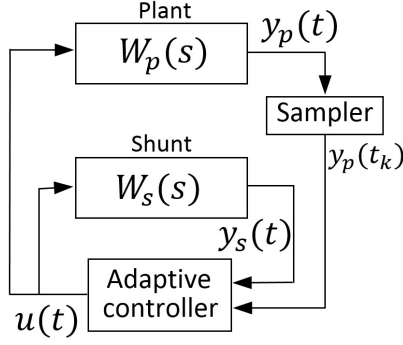 Plant
W_p(s)
y_p(t)
Sampler
y_p(t_k)
Shunt
W_s(s)
y_s(t)
Adaptive
controller
u(t)